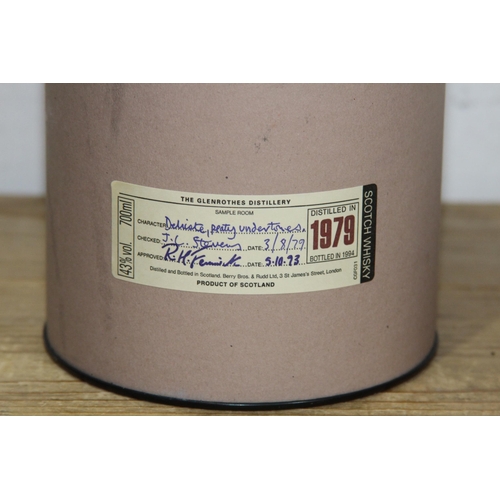 THE GLENROTHES DISTILLERY
SAMPLE ROOM
CHARACTER: Delicate, peaty undertones.
CHECKED: J. Stevens DATE: 3/8/79
APPROVED: R.H. Fenwick DATE: 5.10.93
Distilled and Bottled in Scotland. Berry Bros. & Rudd Ltd, 3 St James's Street, London
PRODUCT OF SCOTLAND
43% vol. 700ml
DISTILLED IN
1979
BOTTLED IN 1994
SCOTCH WHISKY